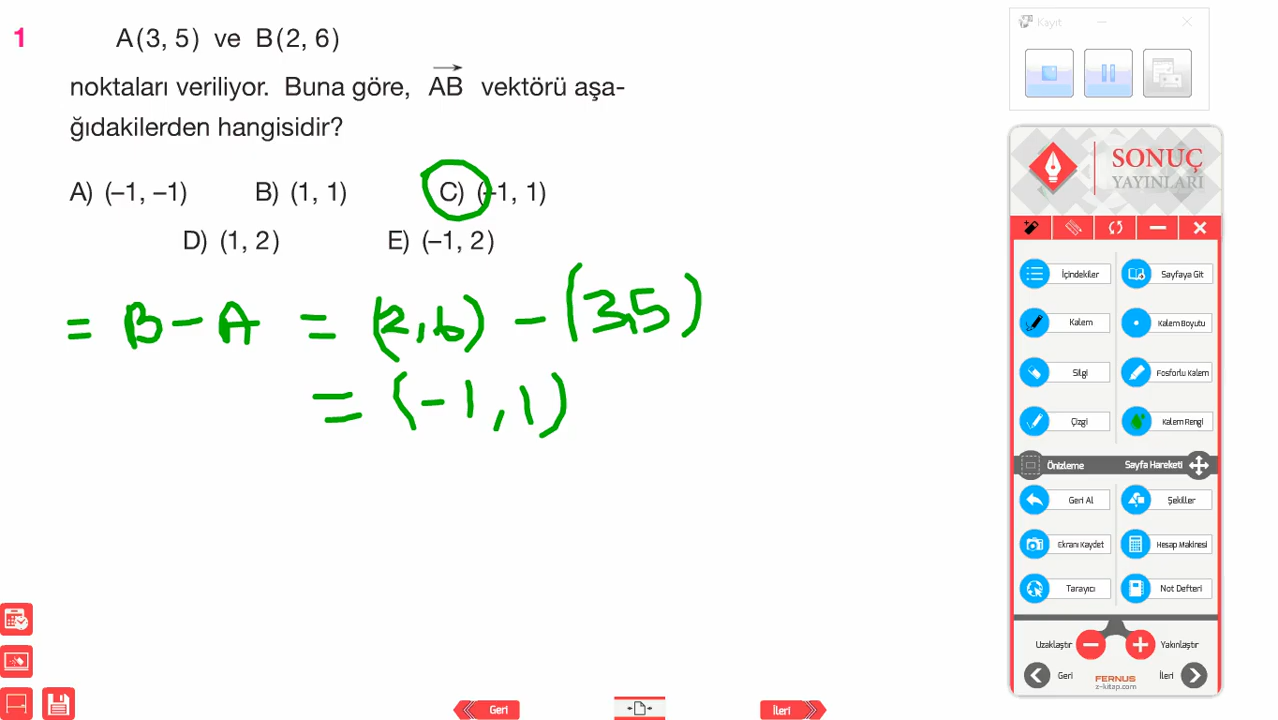 1 A(3, 5) ve B(2, 6)
noktaları veriliyor. Buna göre, AB vektörü aşa-
ğıdakilerden hangisidir?
A) (–1, –1) B) (1, 1) C) (–1, 1)
D) (1, 2) E) (–1, 2)
= B – A = (2, 6) – (3,5)
= (-1, 1)
Kayıt
SONUÇ
YAYINLARI
İçindekiler Sayfaya Git
Kalem Kalem Boyutu
Silgi Fosforlu Kalem
Çizgi Kalem Rengi
Önizleme Sayfa Hareketi
Geri Al Şekiller
Ekranı Kaydet Hesap Makinesi
Tarayıcı Not Defteri
Uzaklaştır Yakınlaştır
Geri FERNUS İleri
z-kitap.com
Geri İleri